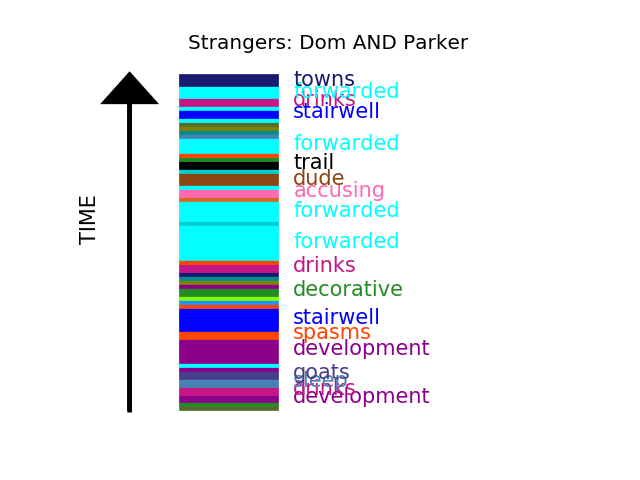 Strangers: Dom AND Parker
towns
forwarded
drinks
stairwell
forwarded
trail
dude
accusing
forwarded
TIME
forwarded
drinks
decorative
stairwell
spasms
development
goats
sleep
drinks
development